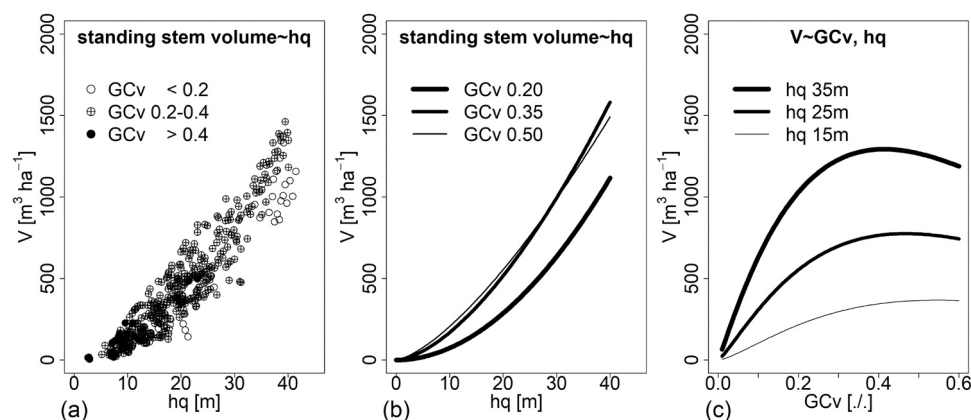 standing stem volume~hq
GCv < 0.2
GCv 0.2-0.4
GCv > 0.4
V [m³ ha⁻¹]
0
500
1000
1500
2000
0
10
20
30
40
hq [m]
(a)
standing stem volume~hq
GCv 0.20
GCv 0.35
GCv 0.50
V [m³ ha⁻¹]
0
500
1000
1500
2000
0
10
20
30
40
hq [m]
(b)
V~GCv, hq
hq 35m
hq 25m
hq 15m
V [m³ ha⁻¹]
0
500
1000
1500
2000
0.0
0.2
0.4
0.6
GCv [./.]
(c)